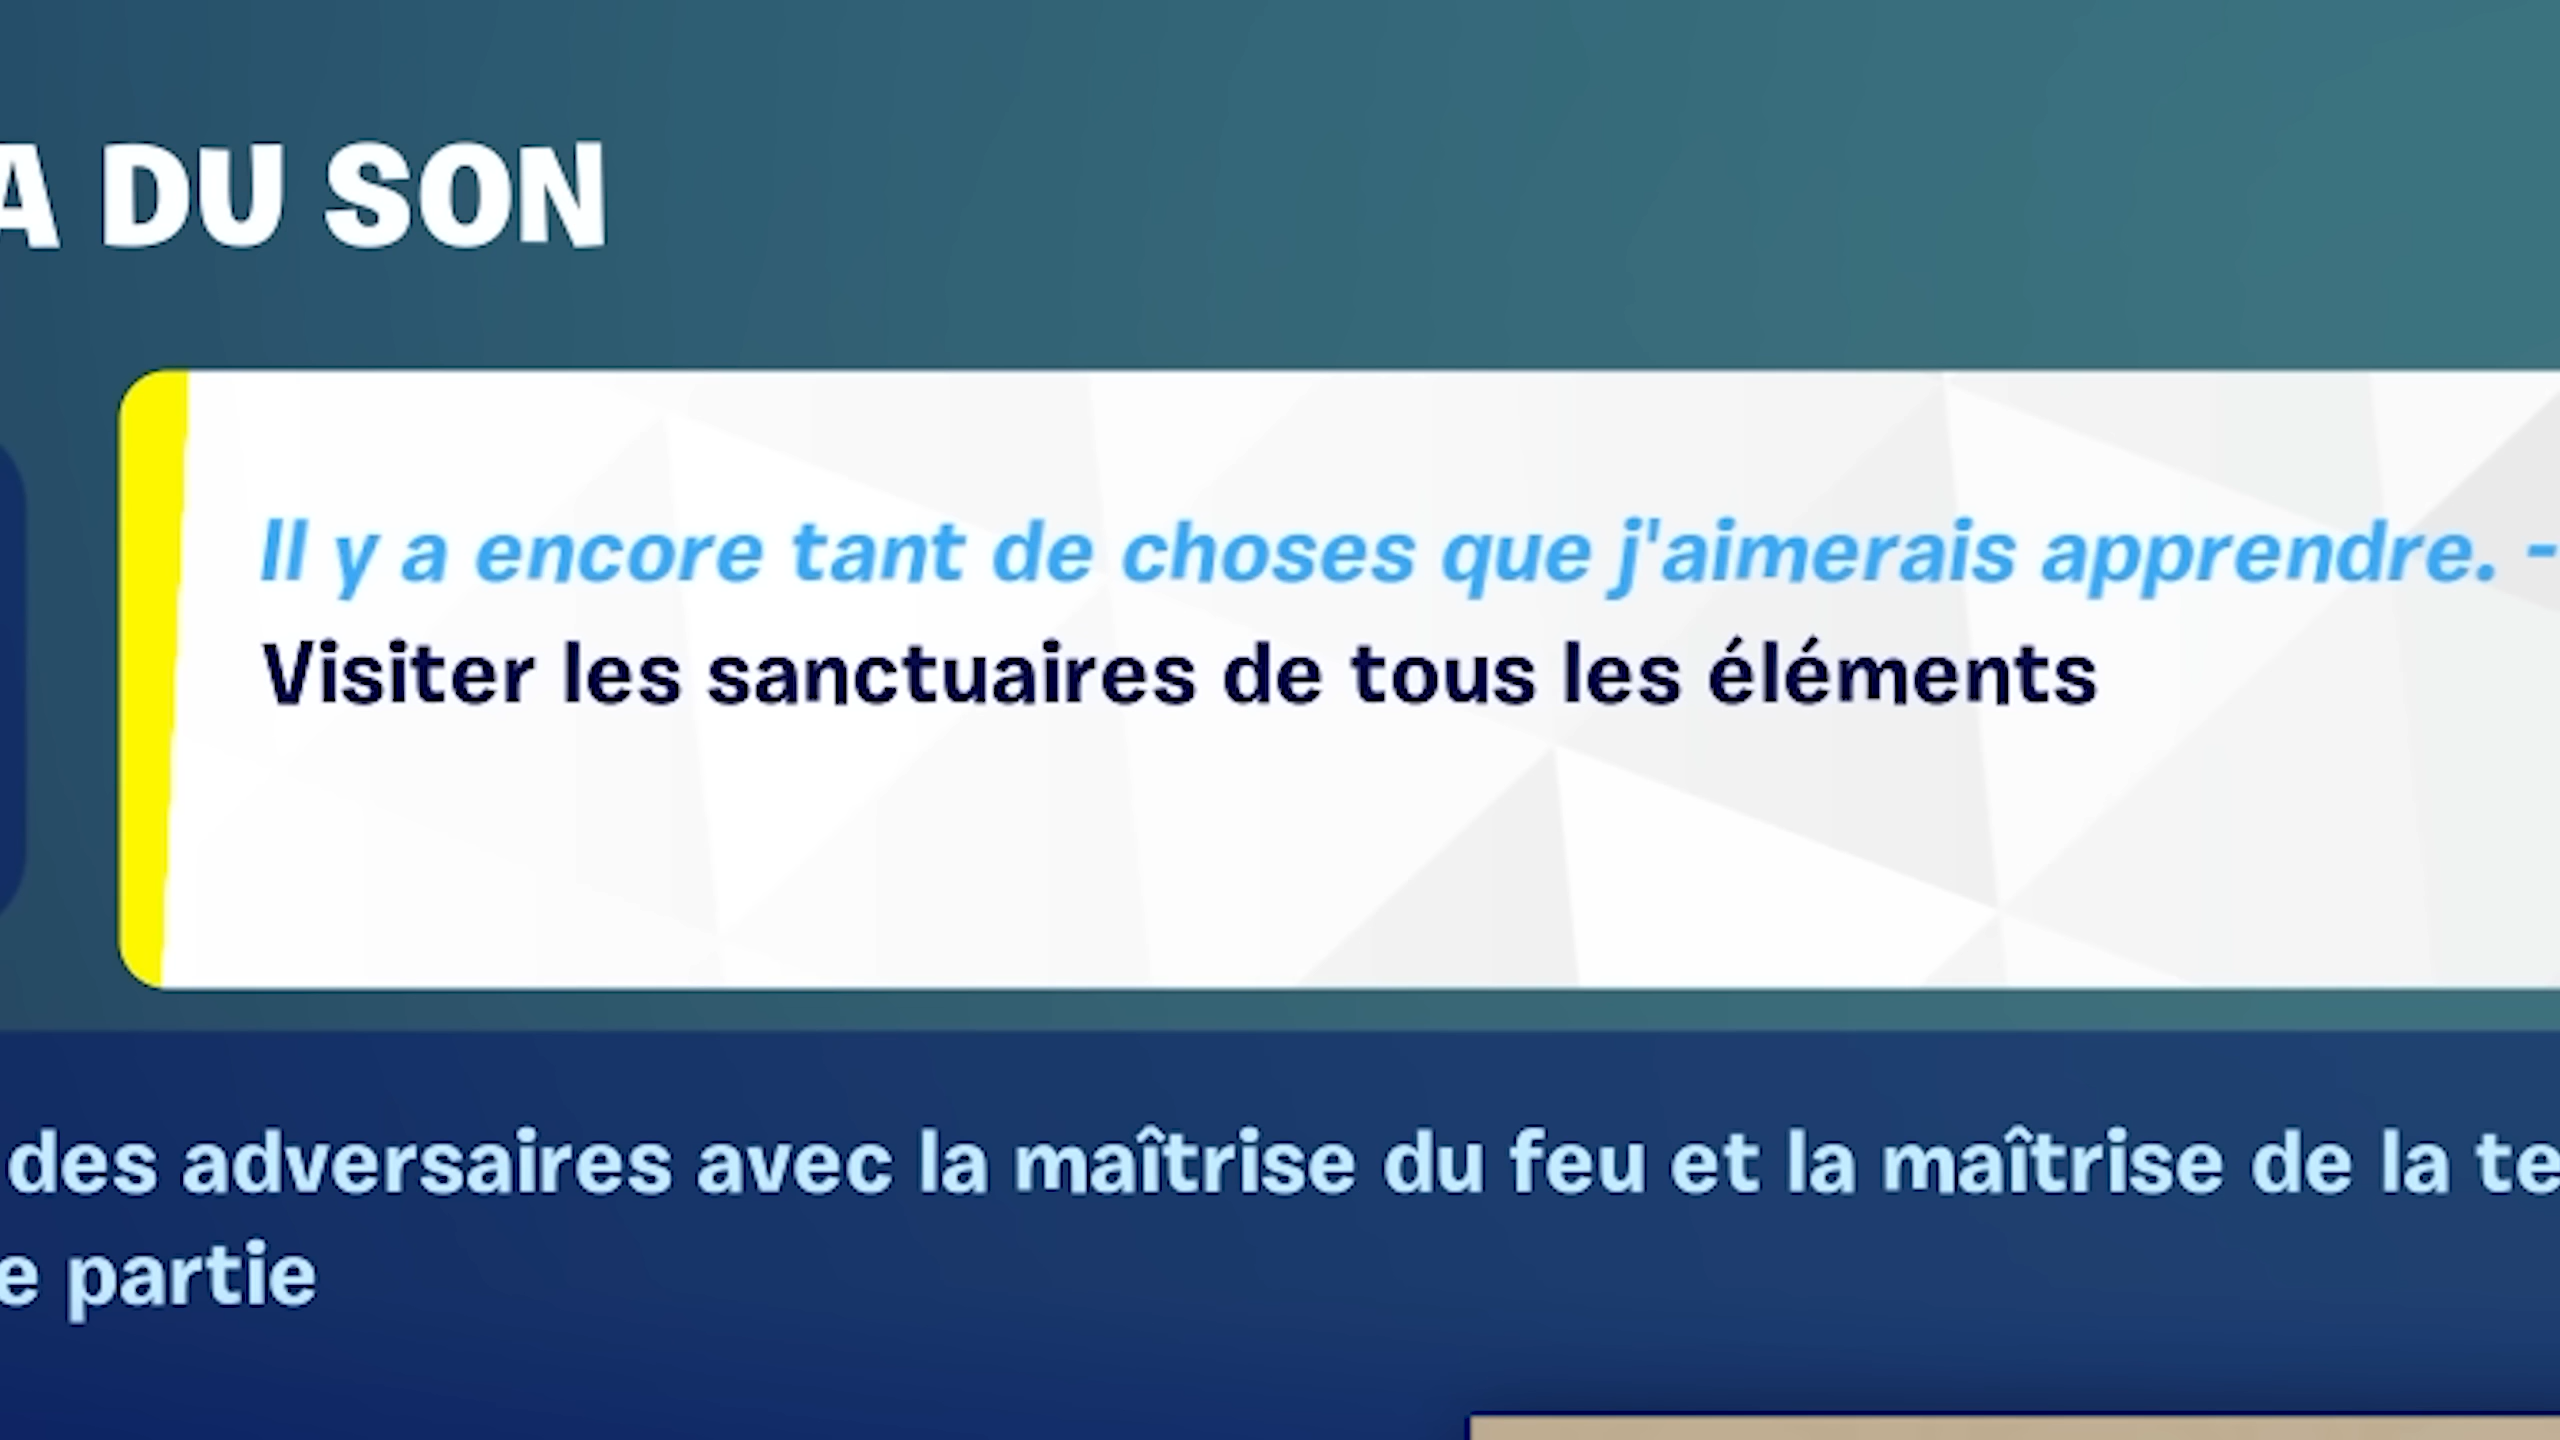 A DU SON
Il y a encore tant de choses que j'aimerais apprendre. -
Visiter les sanctuaires de tous les éléments
des adversaires avec la maîtrise du feu et la maîtrise de la te
e partie